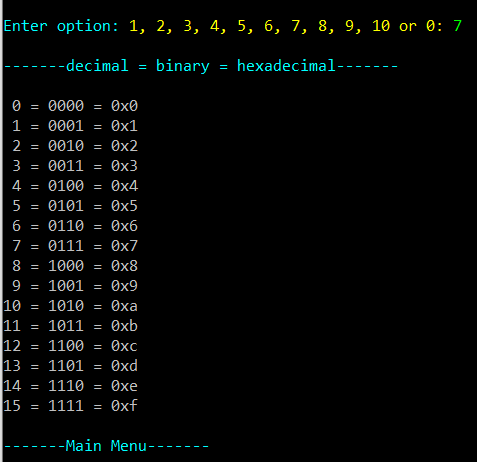 Enter option: 1, 2, 3, 4, 5, 6, 7, 8, 9, 10 or 0: 7
-------decimal = binary = hexadecimal-------
0 = 0000 = 0x0
1 = 0001 = 0x1
2 = 0010 = 0x2
3 = 0011 = 0x3
4 = 0100 = 0x4
5 = 0101 = 0x5
6 = 0110 = 0x6
7 = 0111 = 0x7
8 = 1000 = 0x8
9 = 1001 = 0x9
10 = 1010 = 0xa
11 = 1011 = 0xb
12 = 1100 = 0xc
13 = 1101 = 0xd
14 = 1110 = 0xe
15 = 1111 = 0xf
-------Main Menu-------